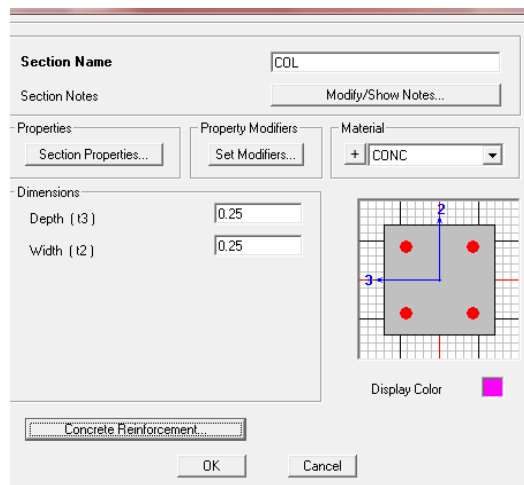 Section Name COL
Section Notes Modify/Show Notes...
Properties Property Modifiers Material
Section Properties... Set Modifiers... + CONC
Dimensions
Depth ( t3 ) 0.25
Width ( t2 ) 0.25
2
3
Display Color
Concrete Reinforcement...
OK Cancel